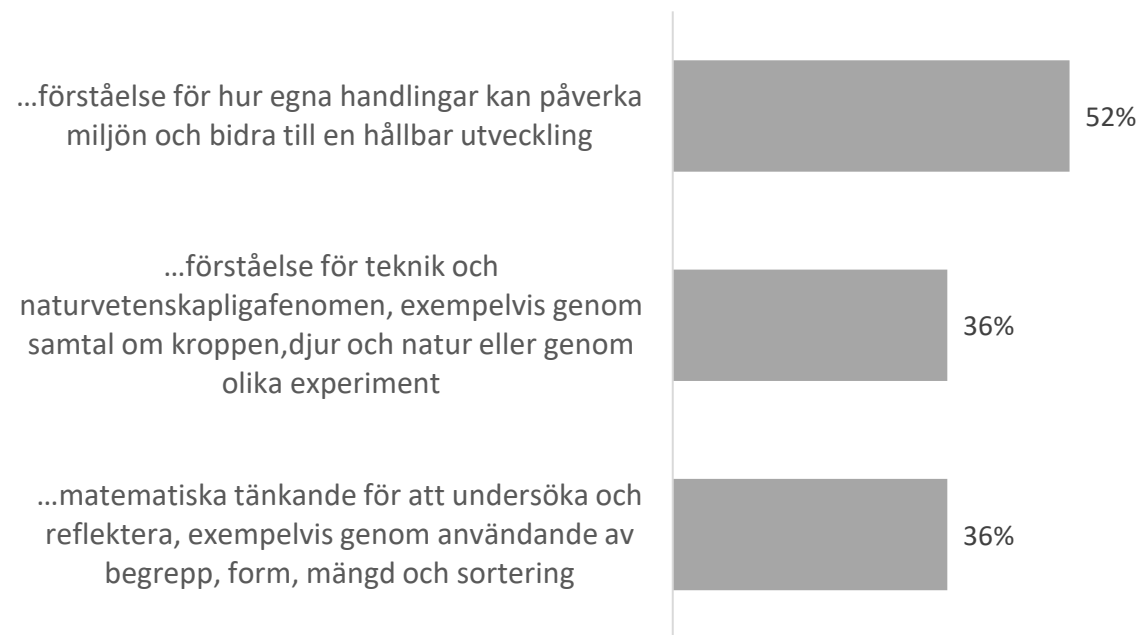 ...förståelse för hur egna handlingar kan påverka
miljön och bidra till en hållbar utveckling
52%
...förståelse för teknik och
naturvetenskapligafenomen, exempelvis genom
samtal om kroppen,djur och natur eller genom
olika experiment
36%
...matematiska tänkande för att undersöka och
reflektera, exempelvis genom användande av
begrepp, form, mängd och sortering
36%